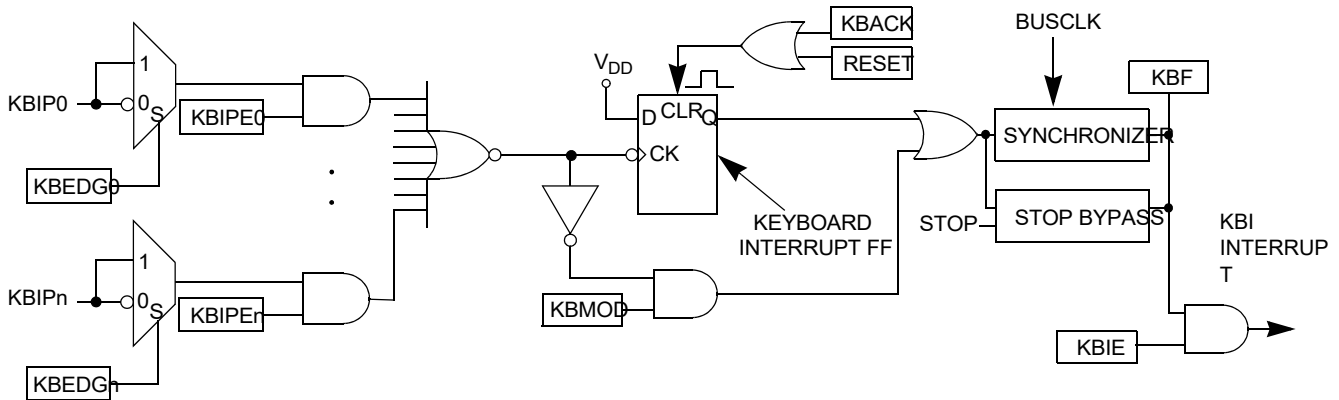 KBACK
RESET
BUSCLK
VDD
KBF
1
KBIP0
0
S
KBIPE0
D
CLR
Q
SYNCHRONIZER
CK
KBEDG0
STOP BYPASS
STOP
KEYBOARD
INTERRUPT FF
KBI
INTERRUP
T
1
KBIPn
0
S
KBIPEn
KBMOD
KBIE
KBEDGn